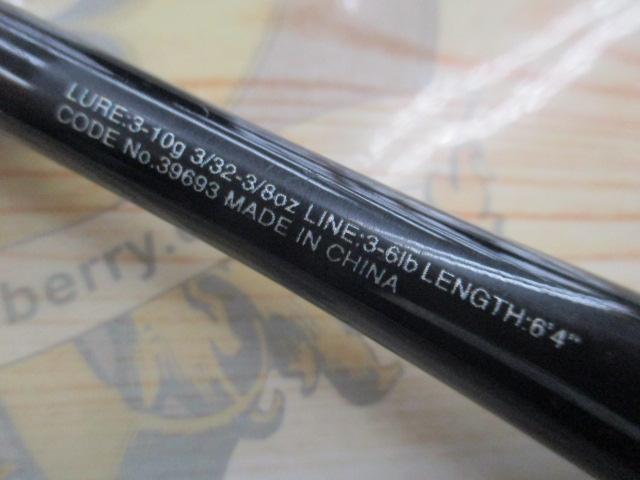 LURE:3-10g 3/32-3/8oz LINE:3-6lb LENGTH:6'4"
CODE No.39693 MADE IN CHINA
berry.